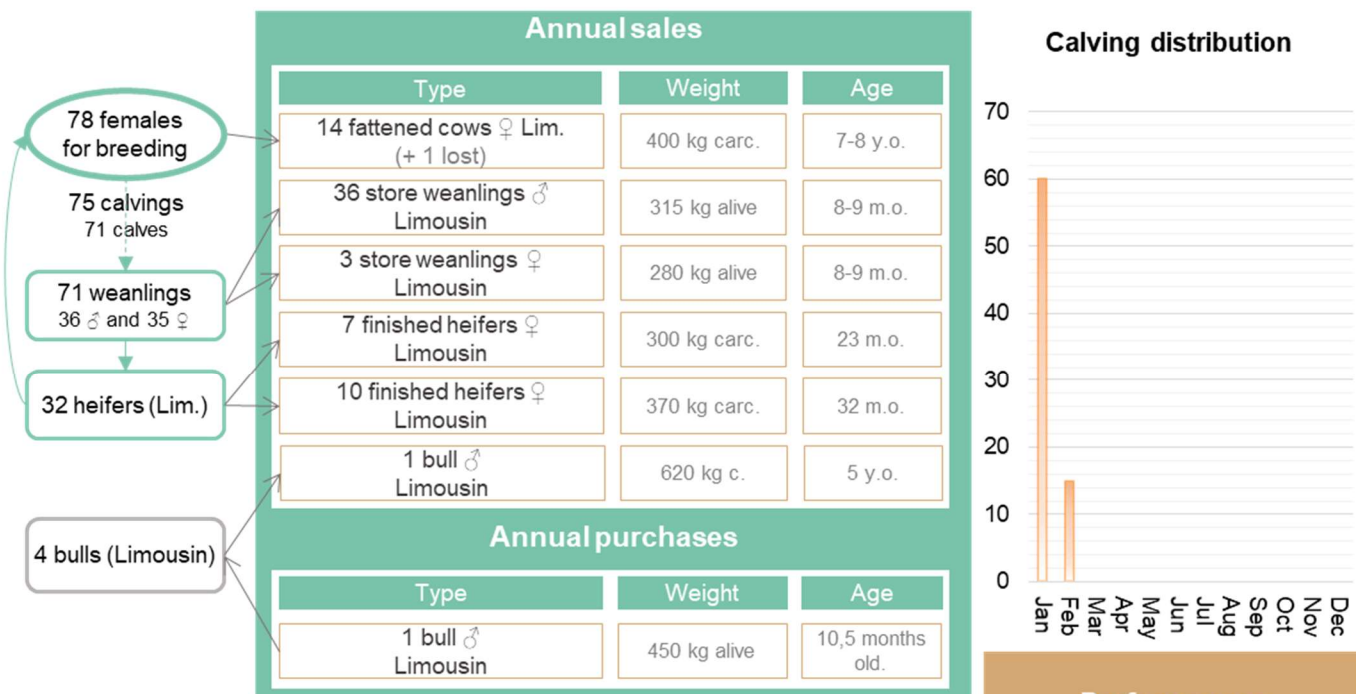 Annual sales
Type Weight Age
14 fattened cows ♀ Lim.
(+ 1 lost)
400 kg carc.
7-8 y.o.
36 store weanlings ♂
Limousin
315 kg alive
8-9 m.o.
3 store weanlings ♀
Limousin
280 kg alive
8-9 m.o.
7 finished heifers ♀
Limousin
300 kg carc.
23 m.o.
10 finished heifers ♀
Limousin
370 kg carc.
32 m.o.
1 bull ♂
Limousin
620 kg c.
5 y.o.
Annual purchases
Type Weight Age
1 bull ♂
Limousin
450 kg alive
10,5 months
old.
78 females
for breeding
75 calvings
71 calves
71 weanlings
36 ♂ and 35 ♀
32 heifers (Lim.)
4 bulls (Limousin)
Calving distribution
70
60
50
40
30
20
10
0
Jan
Feb
Mar
Apr
May
Jun
Jul
Aug
Sep
Oct
Nov
Dec